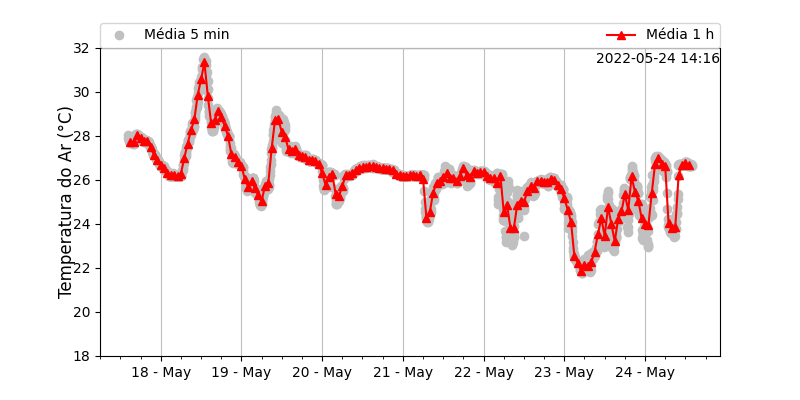 Média 5 min
Média 1 h
2022-05-24 14:16
Temperatura do Ar (°C)
32
30
28
26
24
22
20
18
18 - May
19 - May
20 - May
21 - May
22 - May
23 - May
24 - May